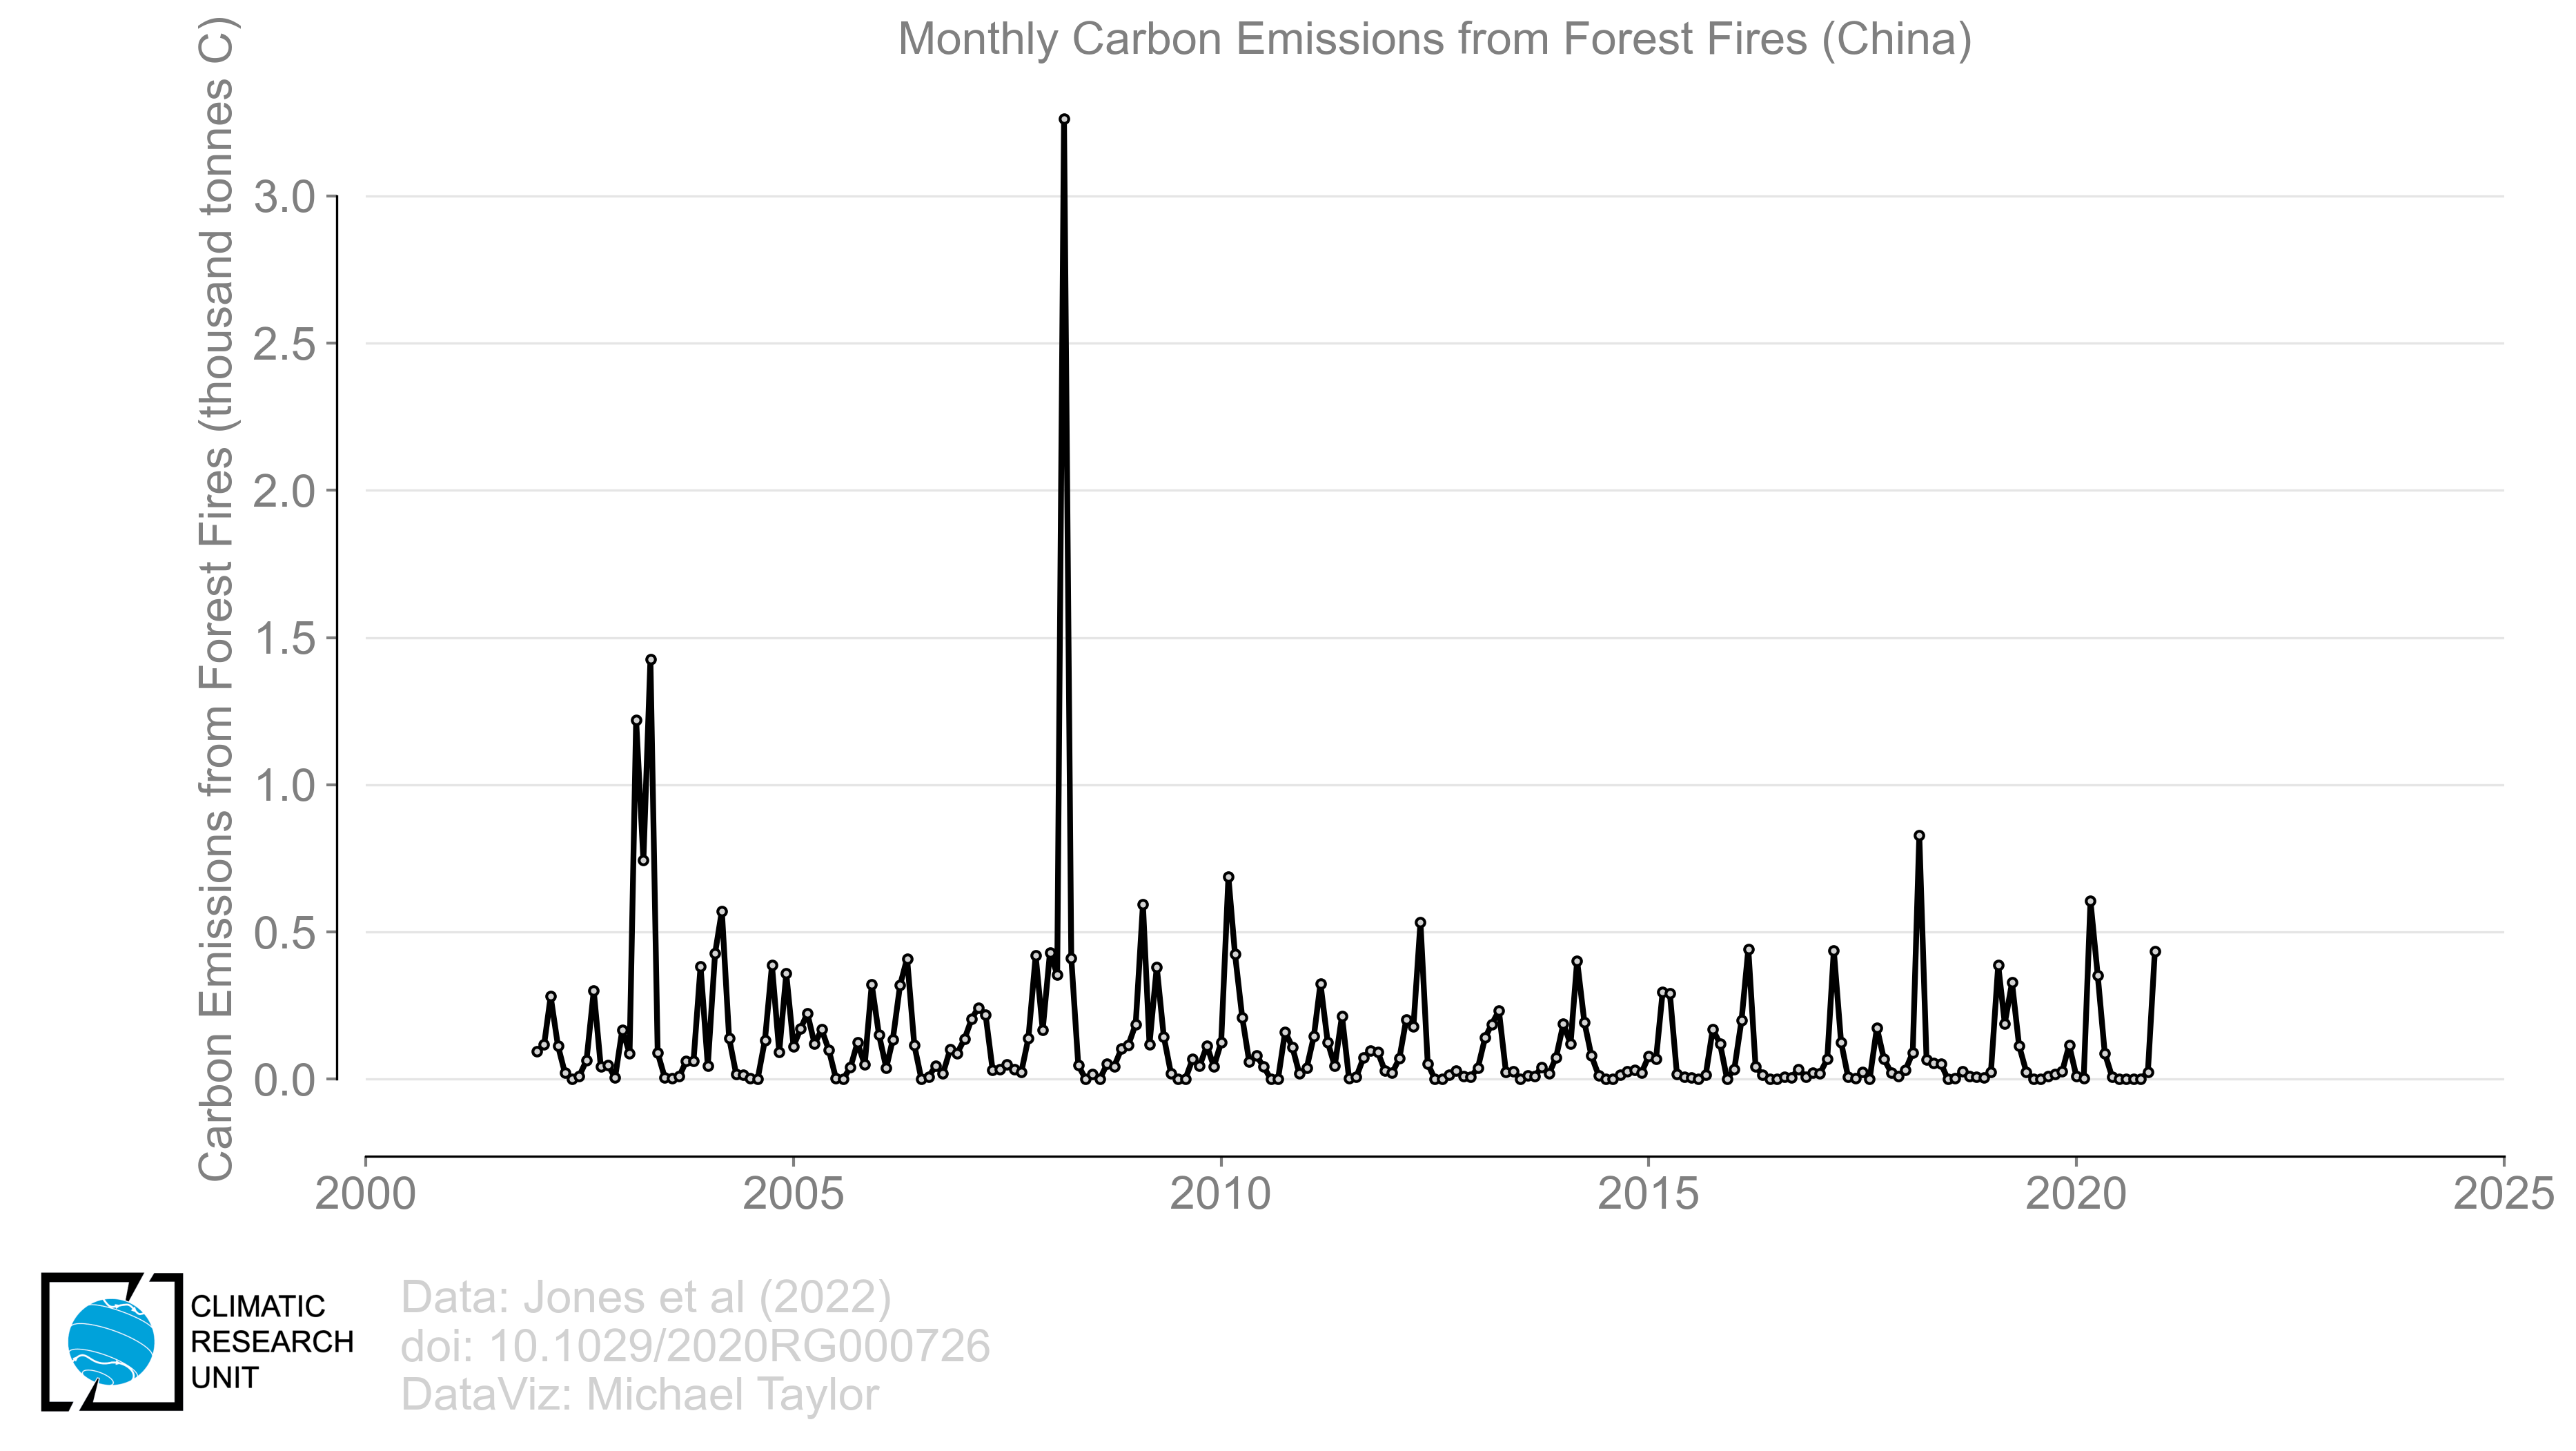 Monthly Carbon Emissions from Forest Fires (China)
Carbon Emissions from Forest Fires (thousand tonnes C)
3.0
2.5
2.0
1.5
1.0
0.5
0.0
2000 2005 2010 2015 2020 2025
CLIMATIC
RESEARCH
UNIT
Data: Jones et al (2022)
doi: 10.1029/2020RG000726
DataViz: Michael Taylor